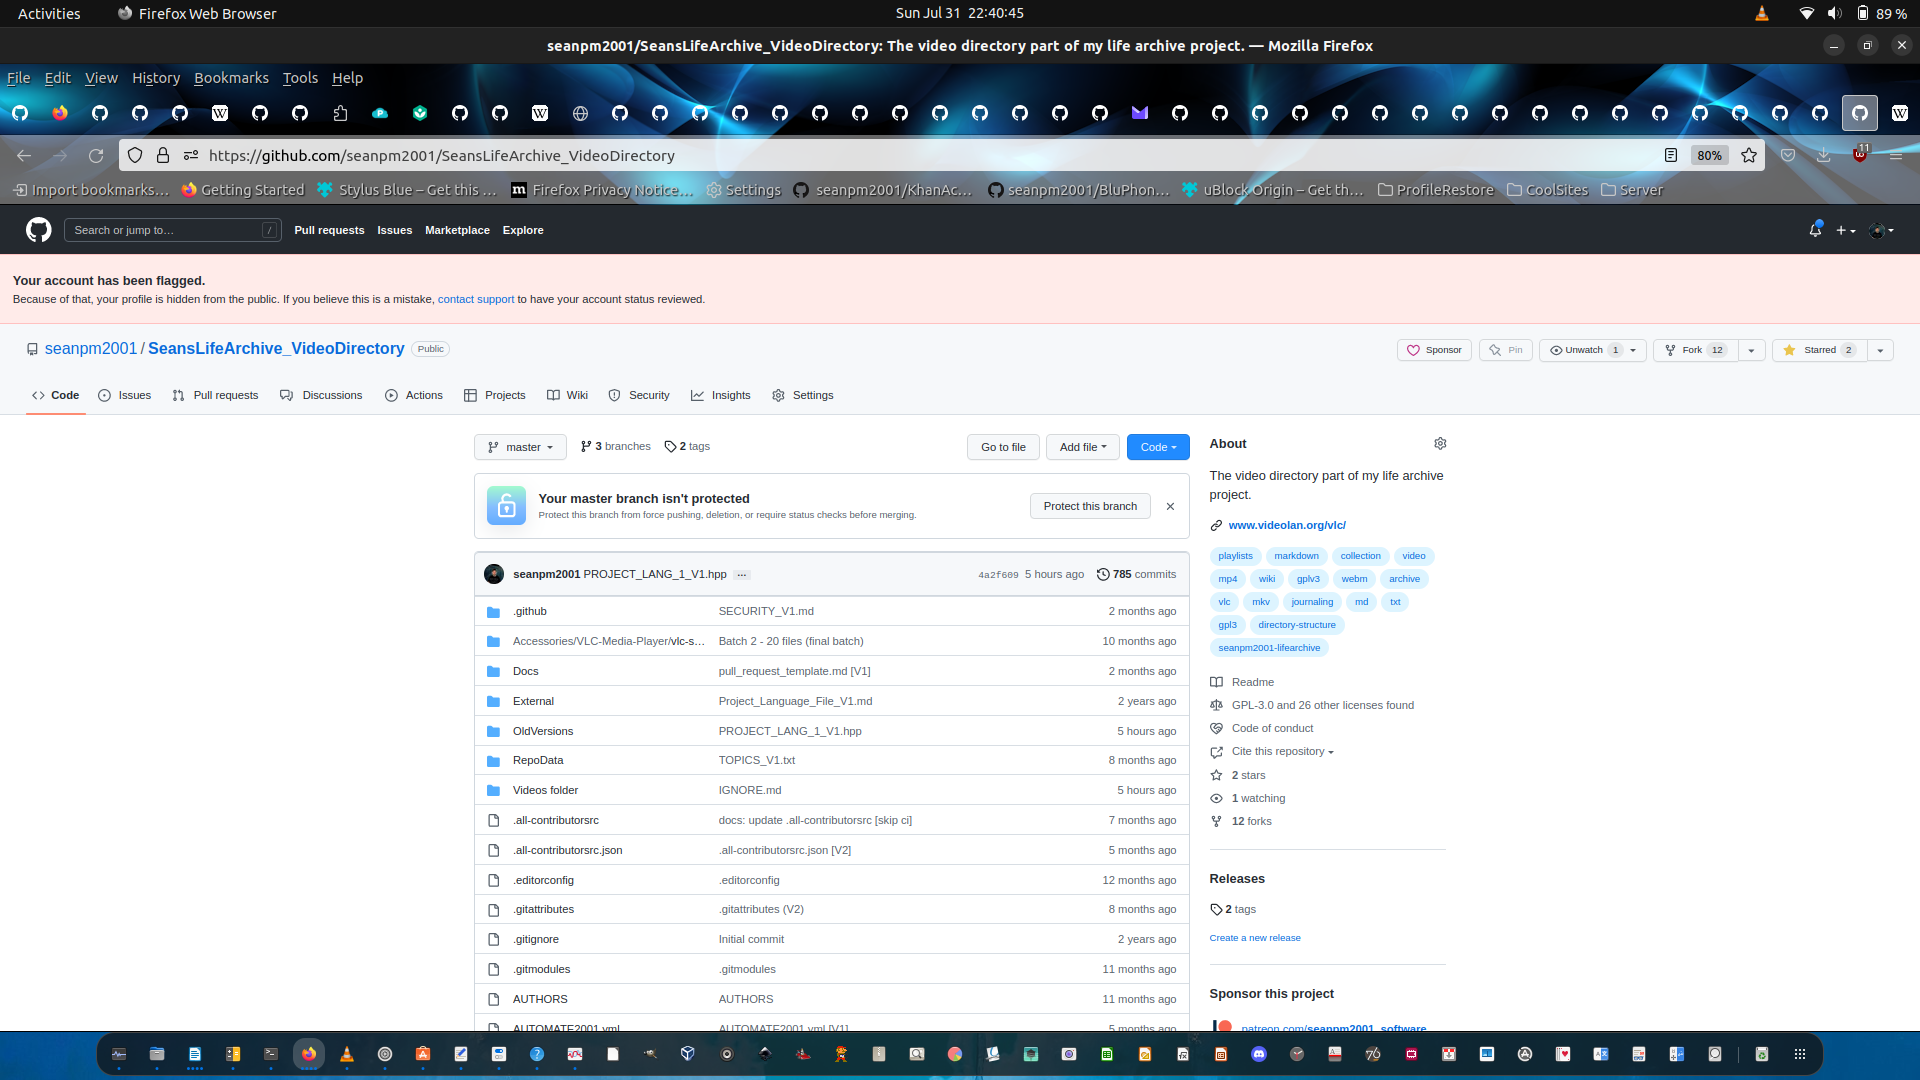 Activities Firefox Web Browser Sun Jul 31 22:40:45 89 %
seanpm2001/SeansLifeArchive_VideoDirectory: The video directory part of my life archive project. — Mozilla Firefox
File Edit View History Bookmarks Tools Help
https://github.com/seanpm2001/SeansLifeArchive_VideoDirectory 80% 11
Import bookmarks… Getting Started Stylus Blue – Get this … Firefox Privacy Notice… Settings seanpm2001/KhanAc… seanpm2001/BluPhon… uBlock Origin – Get th… ProfileRestore CoolSites Server
Search or jump to… / Pull requests Issues Marketplace Explore
Your account has been flagged.
Because of that, your profile is hidden from the public. If you believe this is a mistake, contact support to have your account status reviewed.
seanpm2001 / SeansLifeArchive_VideoDirectory Public
Sponsor Pin Unwatch 1 Fork 12 Starred 2
Code Issues Pull requests Discussions Actions Projects Wiki Security Insights Settings
master 3 branches 2 tags Go to file Add file Code
Your master branch isn't protected
Protect this branch from force pushing, deletion, or require status checks before merging.
Protect this branch
seanpm2001 PROJECT_LANG_1_V1.hpp … 4a2f609 5 hours ago 785 commits
.github SECURITY_V1.md 2 months ago
Accessories/VLC-Media-Player/vlc-s… Batch 2 - 20 files (final batch) 10 months ago
Docs pull_request_template.md [V1] 2 months ago
External Project_Language_File_V1.md 2 years ago
OldVersions PROJECT_LANG_1_V1.hpp 5 hours ago
RepoData TOPICS_V1.txt 8 months ago
Videos folder IGNORE.md 5 hours ago
.all-contributorsrc docs: update .all-contributorsrc [skip ci] 7 months ago
.all-contributorsrc.json .all-contributorsrc.json [V2] 5 months ago
.editorconfig .editorconfig 12 months ago
.gitattributes .gitattributes (V2) 8 months ago
.gitignore Initial commit 2 years ago
.gitmodules .gitmodules 11 months ago
AUTHORS AUTHORS 11 months ago
AUTOMATE2001.yml AUTOMATE2001.yml [V1] 5 months ago
About
The video directory part of my life archive
project.
www.videolan.org/vlc/
playlists markdown collection video
mp4 wiki gplv3 webm archive
vlc mkv journaling md txt
gpl3 directory-structure
seanpm2001-lifearchive
Readme
GPL-3.0 and 26 other licenses found
Code of conduct
Cite this repository
2 stars
1 watching
12 forks
Releases
2 tags
Create a new release
Sponsor this project
patreon.com/seanpm2001_software